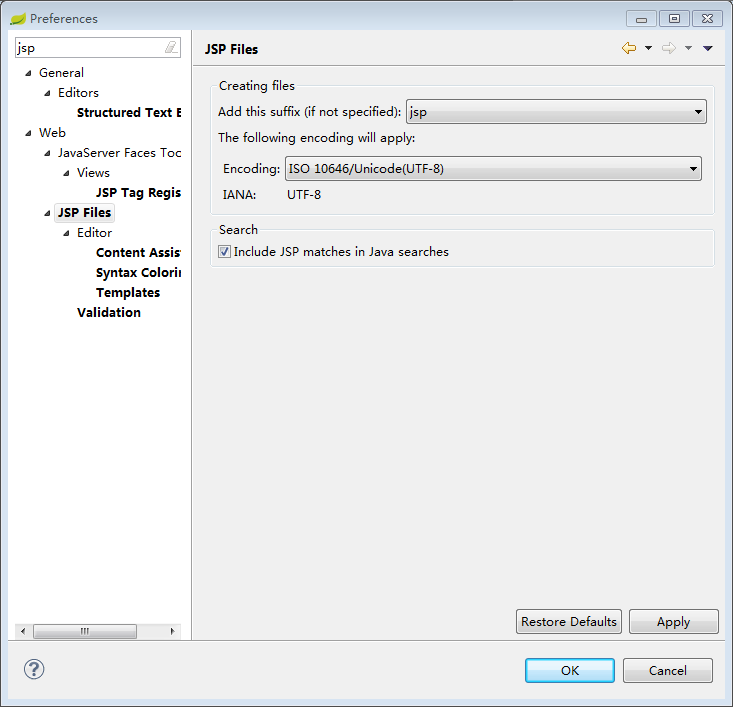 Preferences
jsp
General
Editors
Structured Text E
Web
JavaServer Faces Toc
Views
JSP Tag Regis
JSP Files
Editor
Content Assis
Syntax Colorin
Templates
Validation
JSP Files
Creating files
Add this suffix (if not specified): jsp
The following encoding will apply:
Encoding: ISO 10646/Unicode(UTF-8)
IANA: UTF-8
Search
Include JSP matches in Java searches
Restore Defaults Apply
OK Cancel